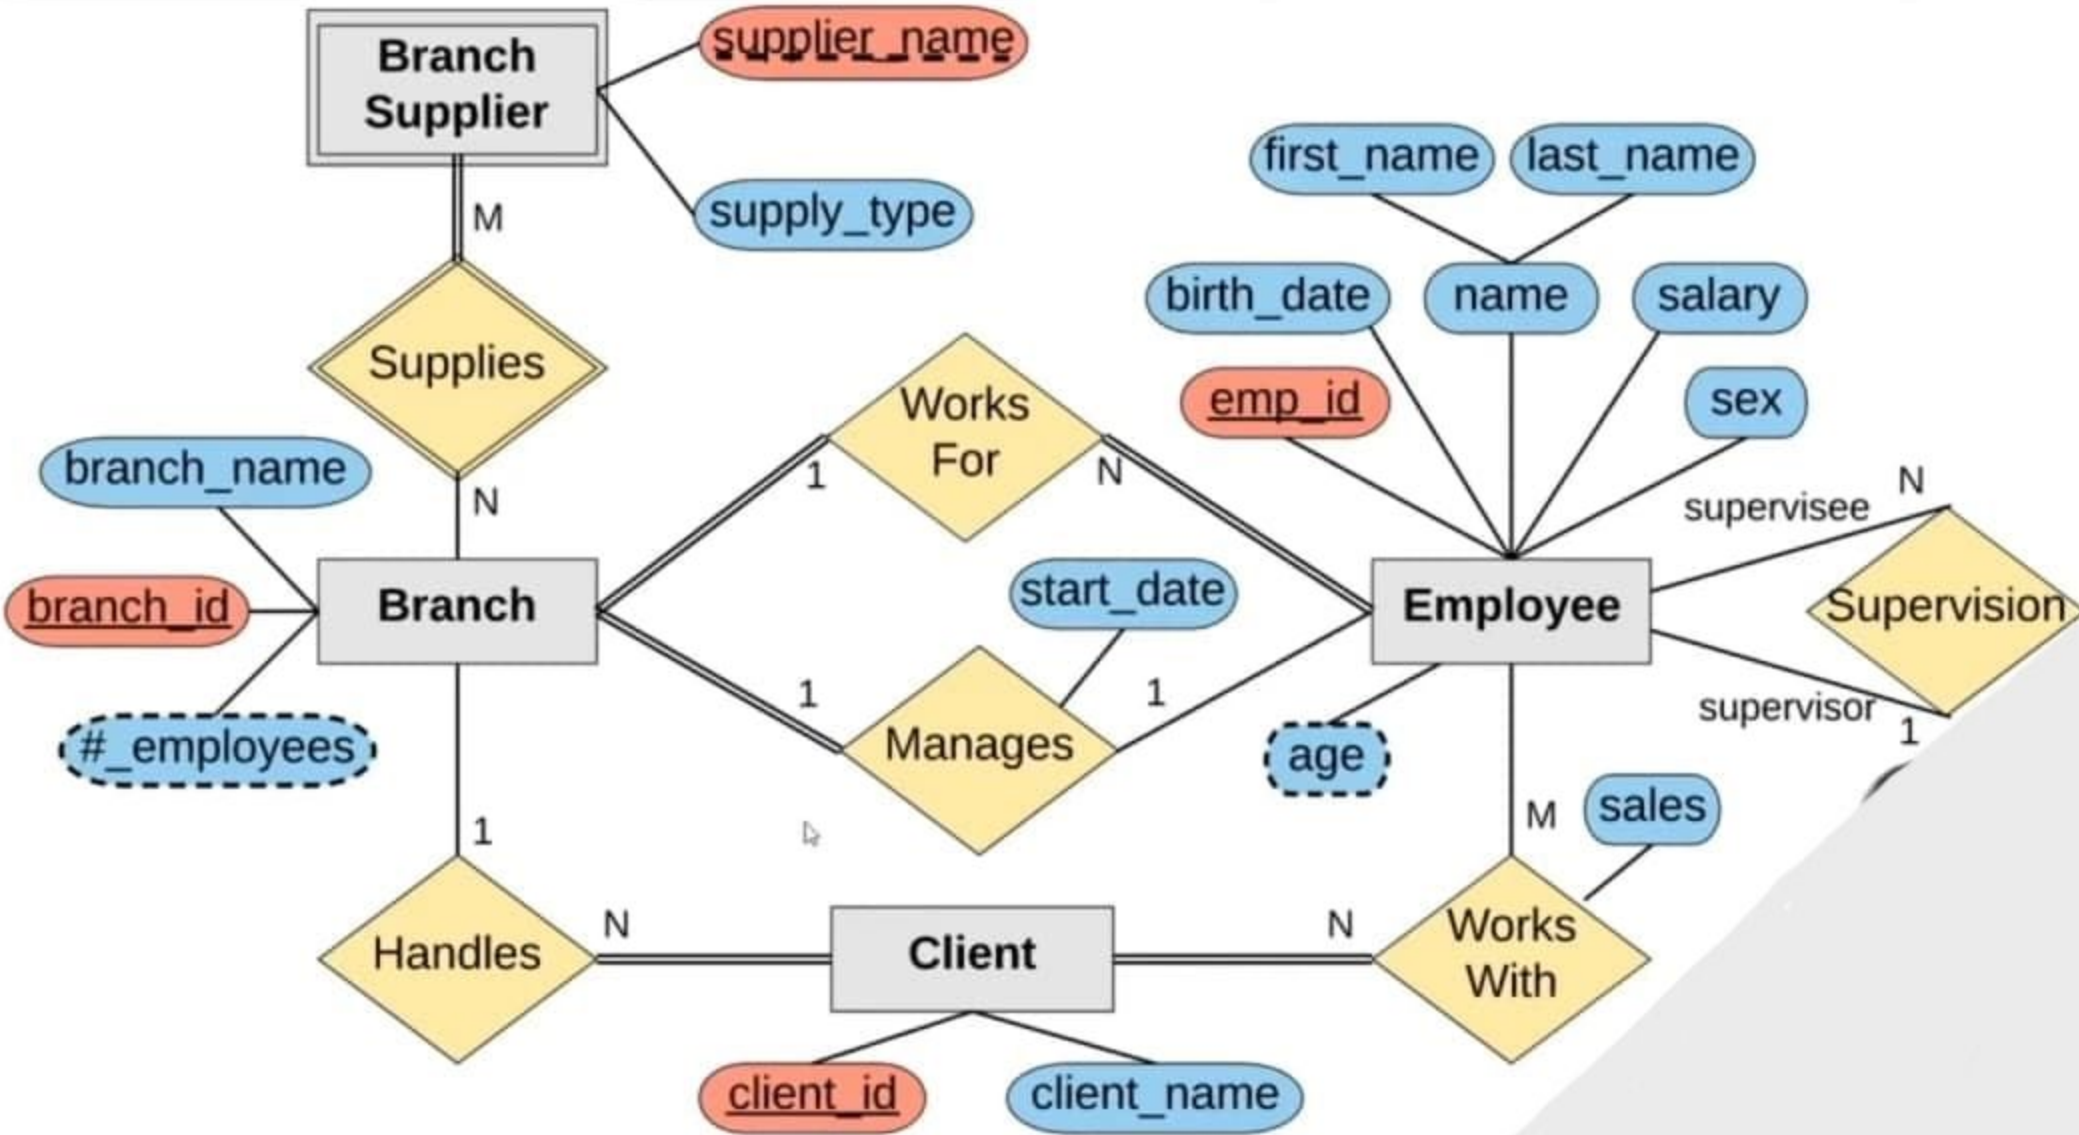 Branch
Supplier
supplier_name
supply_type
M
Supplies
N
branch_name
branch_id
#_employees
Branch
Works
For
1
N
start_date
Manages
1
1
first_name
last_name
birth_date
name
salary
emp_id
sex
Employee
age
supervisee
N
Supervision
supervisor
1
M
sales
Works
With
N
1
Handles
N
Client
client_id
client_name